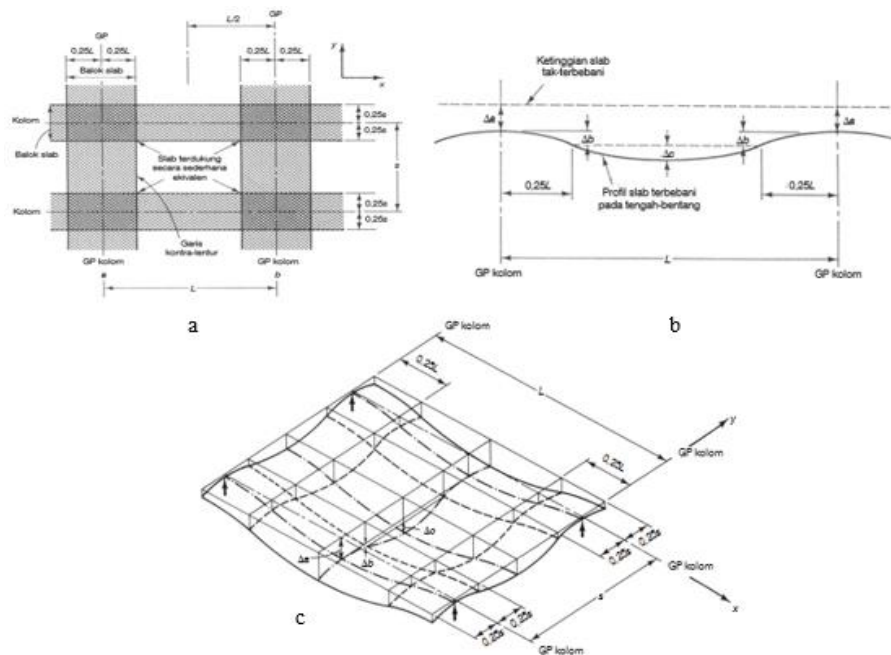 GP
L/2
0,25L
0,25L
GP
0,25L
0,25L
Balok slab
y
x
Kolom
0,25s
0,25s
Balok slab
Slab terdukung
secara sederhana
ekivalen
s
Kolom
0,25s
0,25s
Garis
kontra-lentur
GP kolom
a
GP kolom
b
L
a
Ketinggian slab
tak-terbebani
Δa
Δa
Δb
Δb
Δc
0,25L
0,25L
Profil slab terbebani
pada tengah-bentang
L
GP kolom
GP kolom
b
GP kolom
0,25L
L
y
GP kolom
0,25L
Δc
Δa
Δb
0,25s
0,25s
GP kolom
s
x
0,25s
0,25s
GP kolom
c